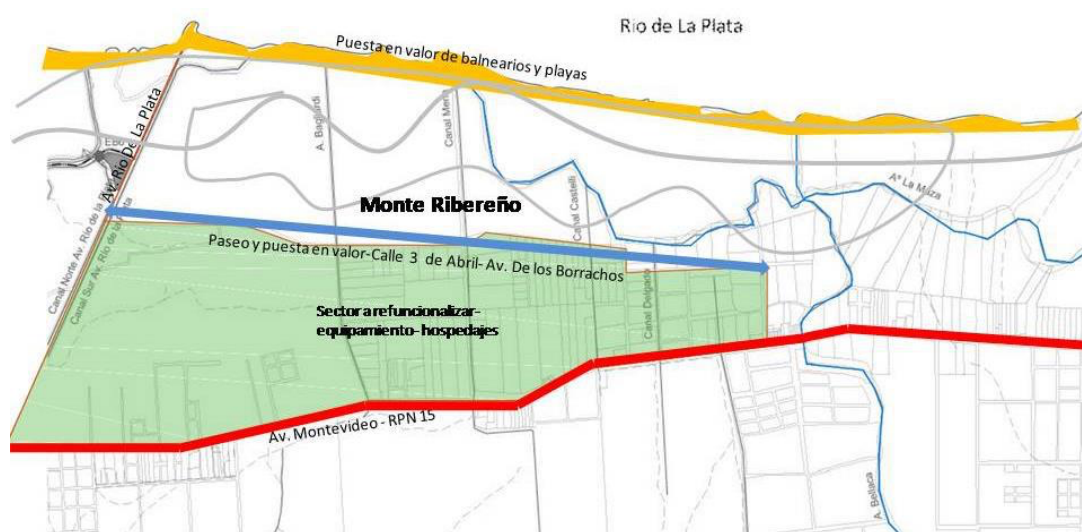 Rio de La Plata
Puesta en valor de balnearios y playas
Av. Rio De La Plata
A. Bagliardi
Canal Merid
Canal Castelli
Aº La Maza
Monte Ribereño
Paseo y puesta en valor-Calle 3 de Abril- Av. De los Borrachos
Canal Norte Av. Rio de la
Canal Sur Av. Rio de la Plata
Canal Delgado
Sector a refuncionalizar-
equipamiento- hospedajes
Av. Montevideo - RPN 15
A. Bellaca